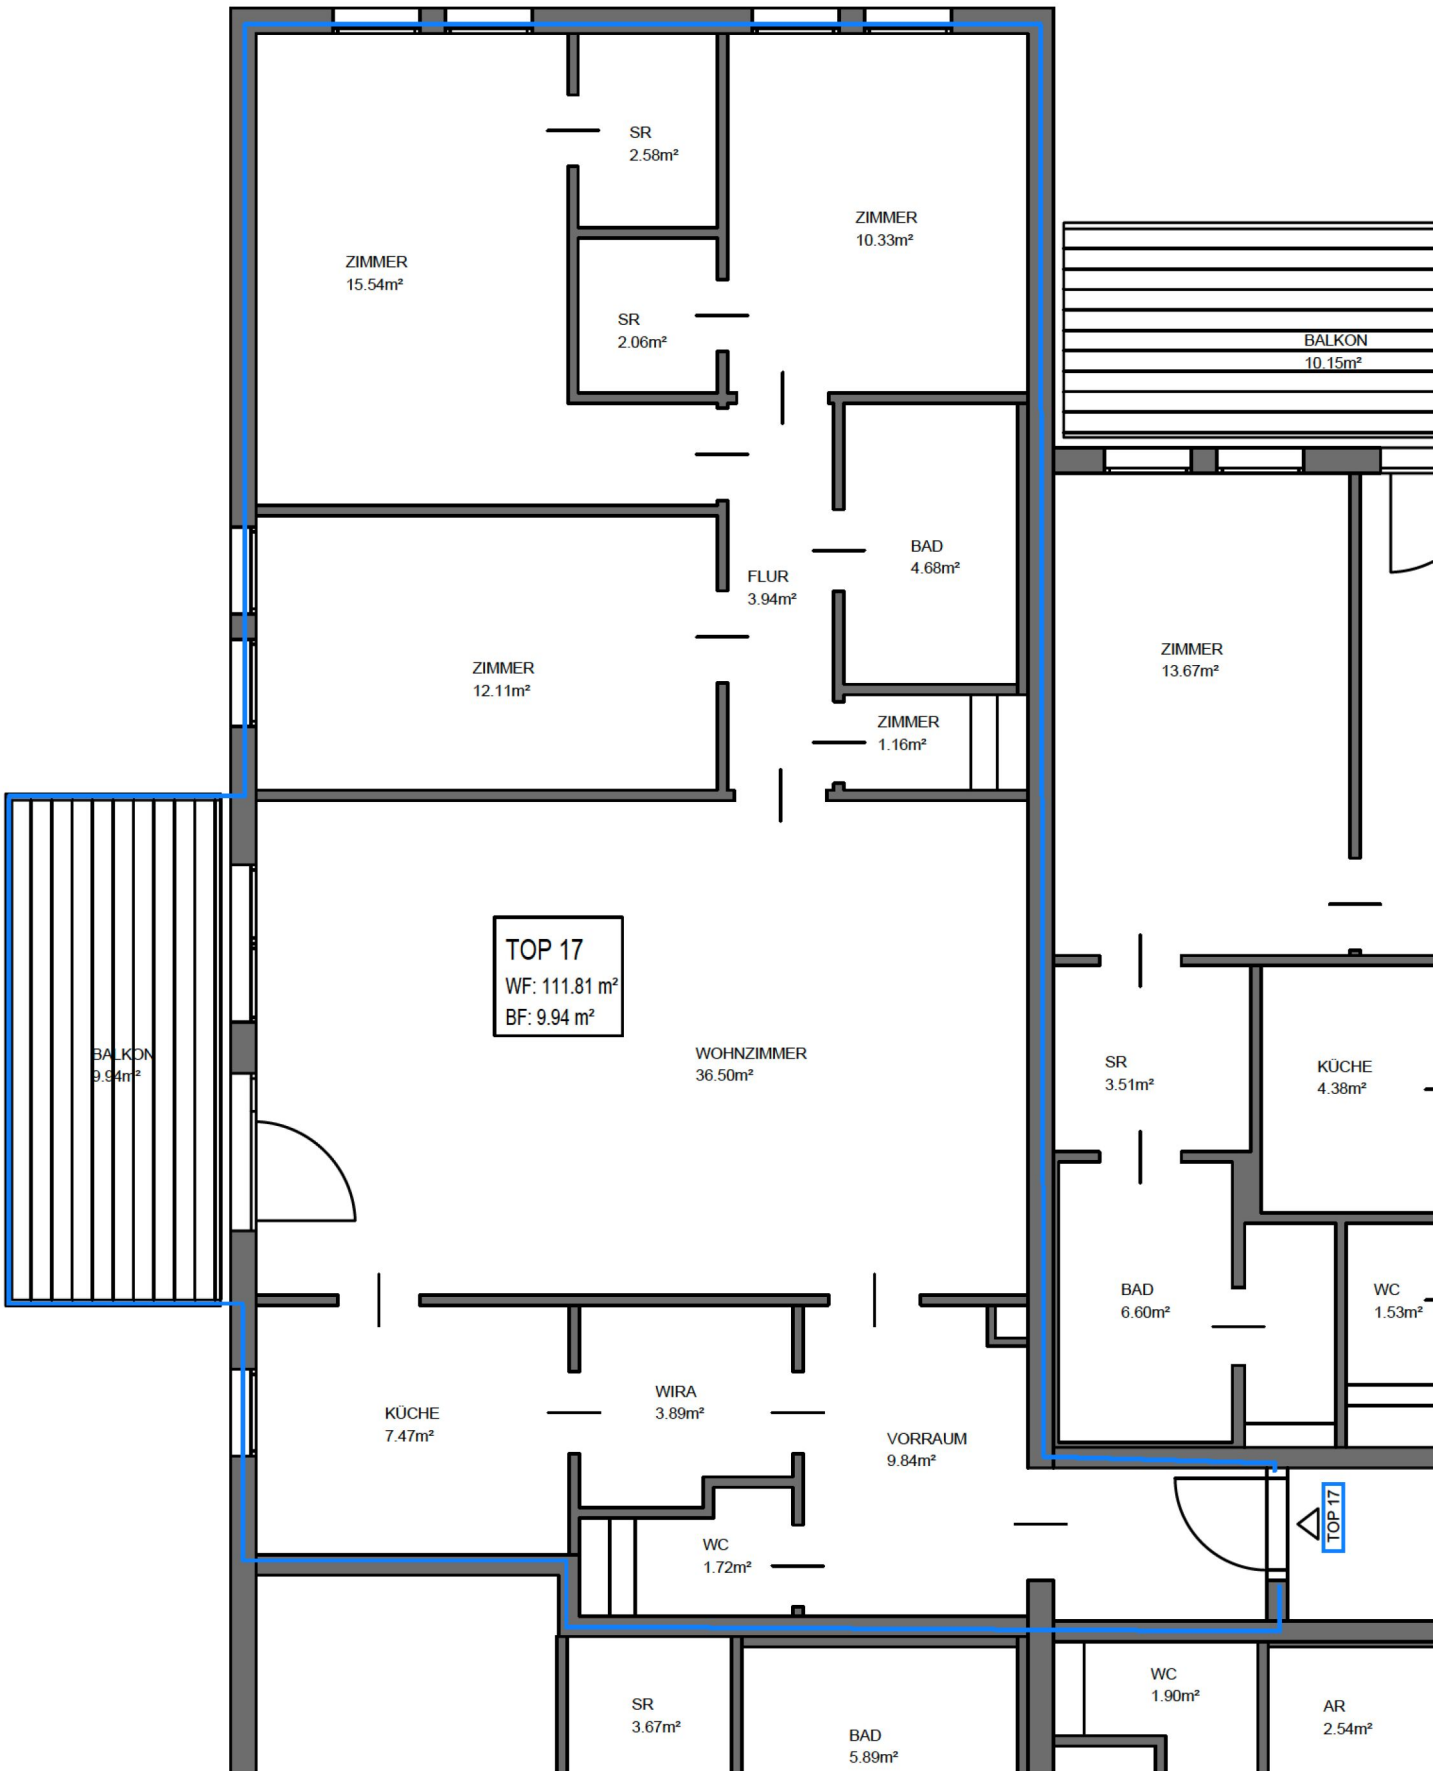 SR
2.58m²
ZIMMER
10.33m²
ZIMMER
15.54m²
SR
2.06m²
BALKON
10.15m²
BAD
4.68m²
FLUR
3.94m²
ZIMMER
12.11m²
ZIMMER
13.67m²
ZIMMER
1.16m²
TOP 17
WF: 111.81 m²
BF: 9.94 m²
BALKON
9.94m²
WOHNZIMMER
36.50m²
SR
3.51m²
KÜCHE
4.38m²
BAD
6.60m²
WC
1.53m²
KÜCHE
7.47m²
WIRA
3.89m²
VORRAUM
9.84m²
TOP 17
WC
1.72m²
SR
3.67m²
BAD
5.89m²
WC
1.90m²
AR
2.54m²